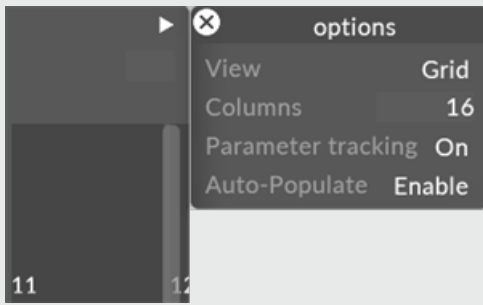 options
View Grid
Columns 16
Parameter tracking On
Auto-Populate Enable
11 12